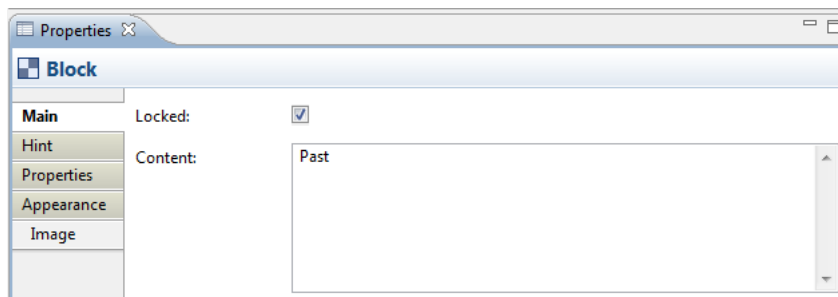 Properties
Block
Main
Locked:
Hint
Content:
Past
Properties
Appearance
Image